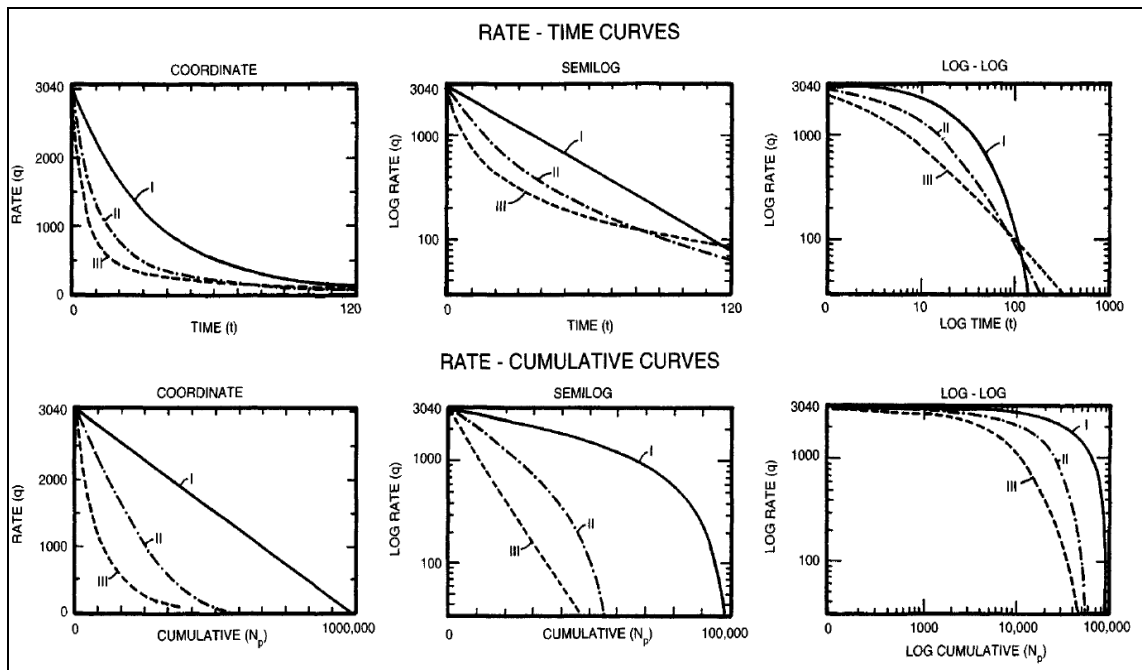 RATE - TIME CURVES
COORDINATE
3040
2000
1000
0
RATE (q)
I
II
III
0
120
TIME (t)
SEMILOG
3040
1000
100
LOG RATE (q)
I
II
III
0
120
TIME (t)
LOG - LOG
3040
1000
100
LOG RATE (q)
I
II
III
0
10
100
1000
LOG TIME (t)
RATE - CUMULATIVE CURVES
COORDINATE
3040
2000
1000
0
RATE (q)
I
II
III
0
1000,000
CUMULATIVE (Np)
SEMILOG
3040
1000
100
LOG RATE (q)
I
II
III
0
100,000
CUMULATIVE (Np)
LOG - LOG
3040
1000
100
LOG RATE (q)
I
II
III
0
1000
10,000
100,000
LOG CUMULATIVE (Np)